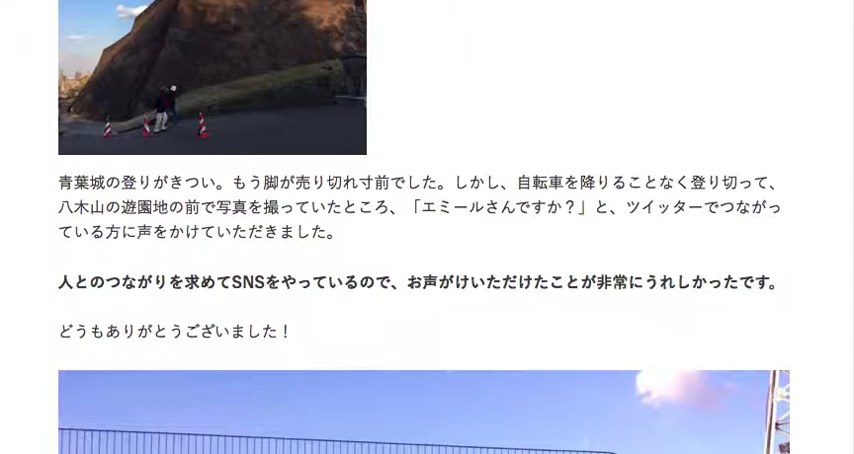 青葉城の登りがきつい。もう脚が売り切れ寸前でした。しかし、自転車を降りることなく登り切って、
八木山の遊園地の前で写真を撮っていたところ、「エミールさんですか？」と、ツイッターでつながっ
ている方に声をかけていただきました。
人とのつながりを求めてSNSをやっているので、お声がけいただけたことが非常にうれしかったです。
どうもありがとうございました！